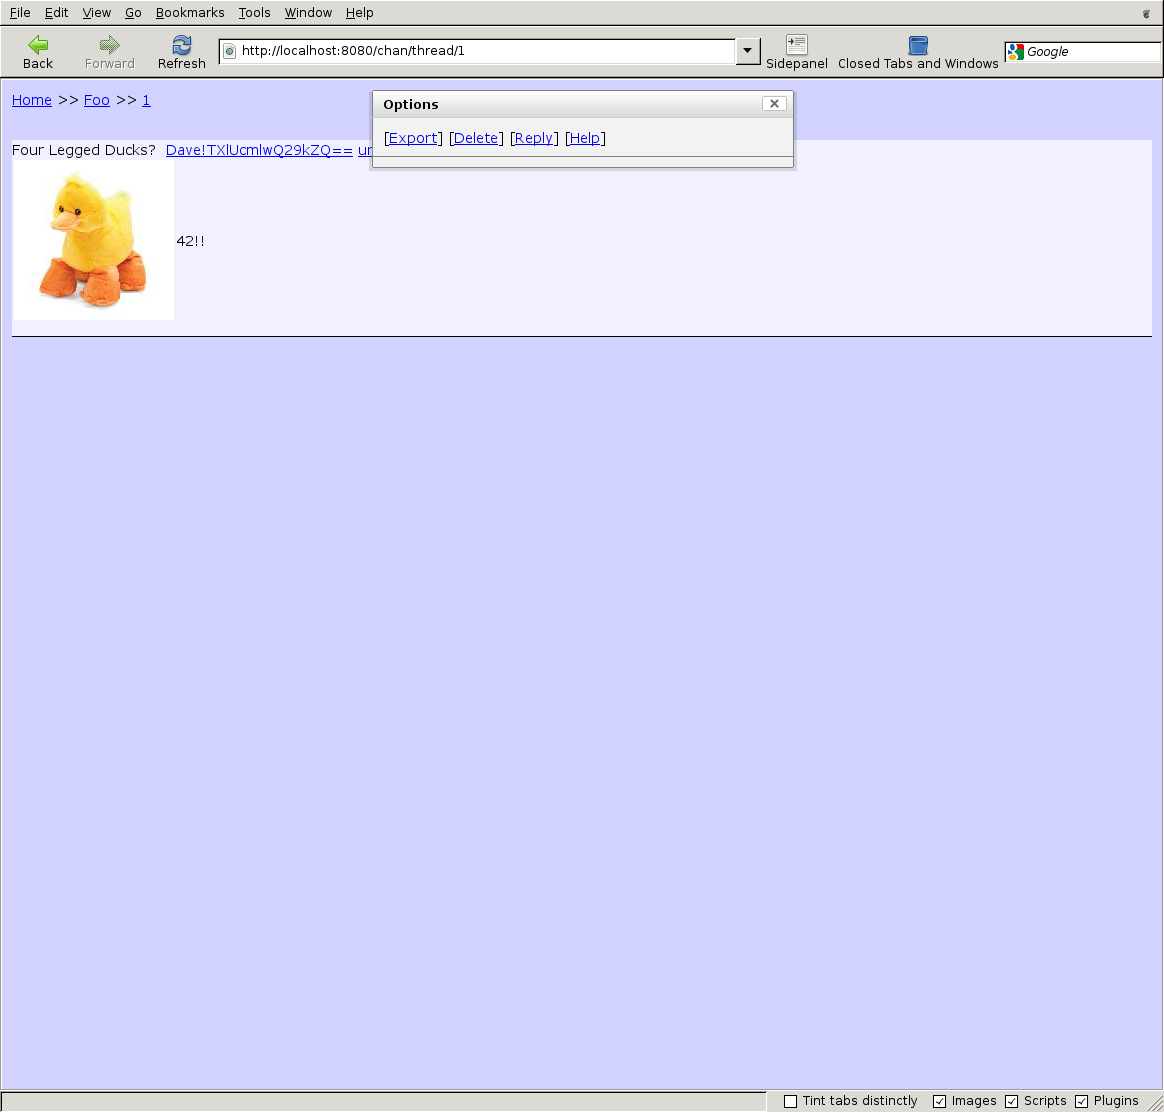 File Edit View Go Bookmarks Tools Window Help
Back Forward Refresh http://localhost:8080/chan/thread/1 Sidepanel Closed Tabs and Windows Google
Home >> Foo >> 1
Options
[Export] [Delete] [Reply] [Help]
Four Legged Ducks? Dave!TXlUcmlwQ29kZQ==
42!!
Tint tabs distinctly Images Scripts Plugins